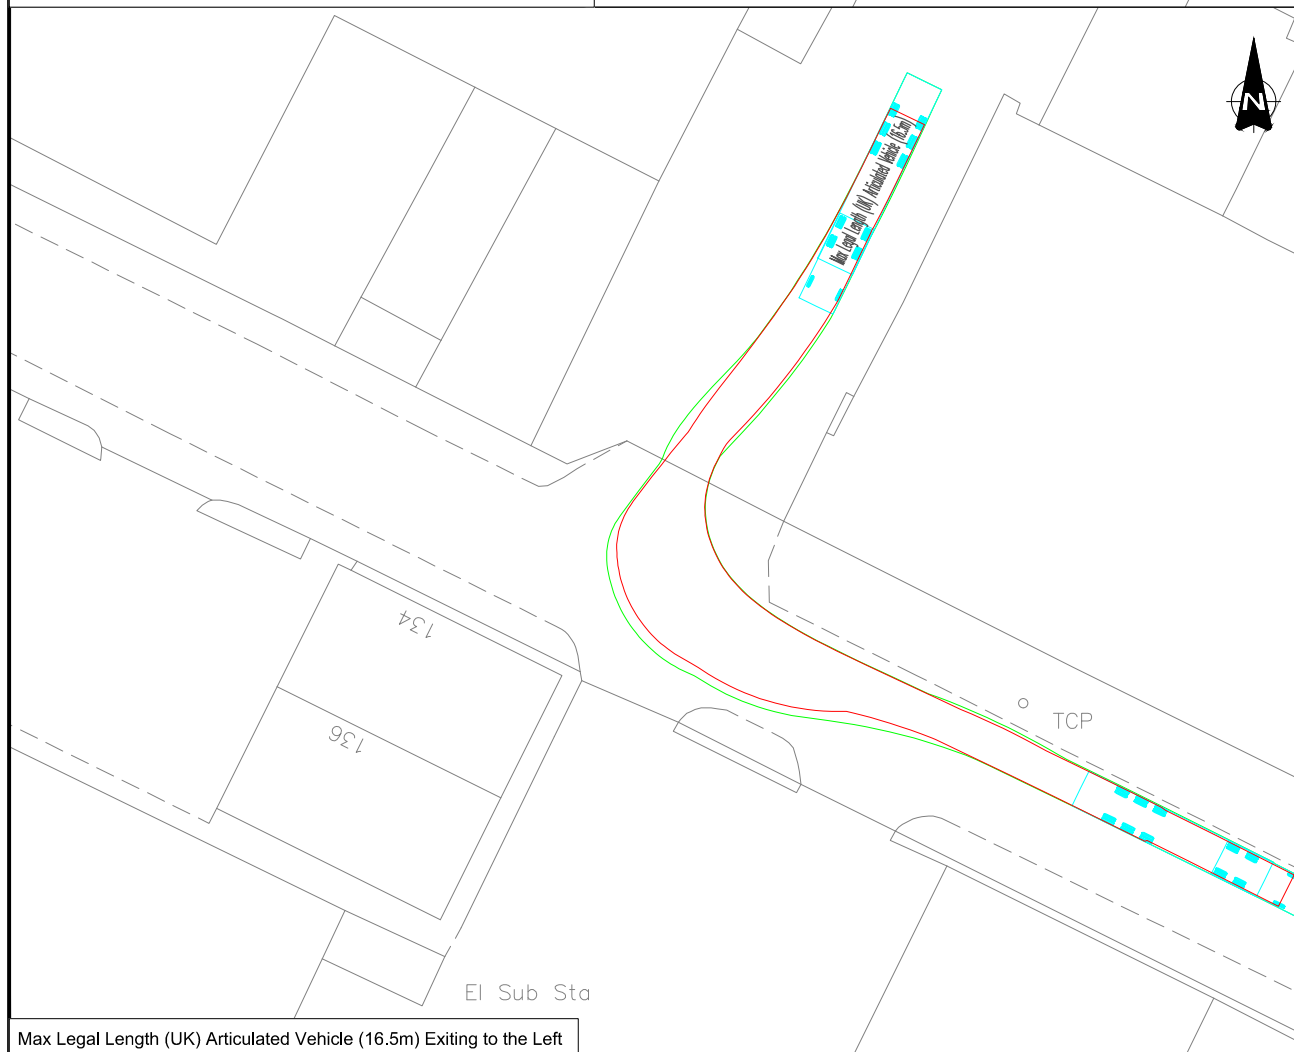 N
Max Legal Length (UK) Articulated Vehicle (16.5m)
134
136
TCP
El Sub Sta
Max Legal Length (UK) Articulated Vehicle (16.5m) Exiting to the Left